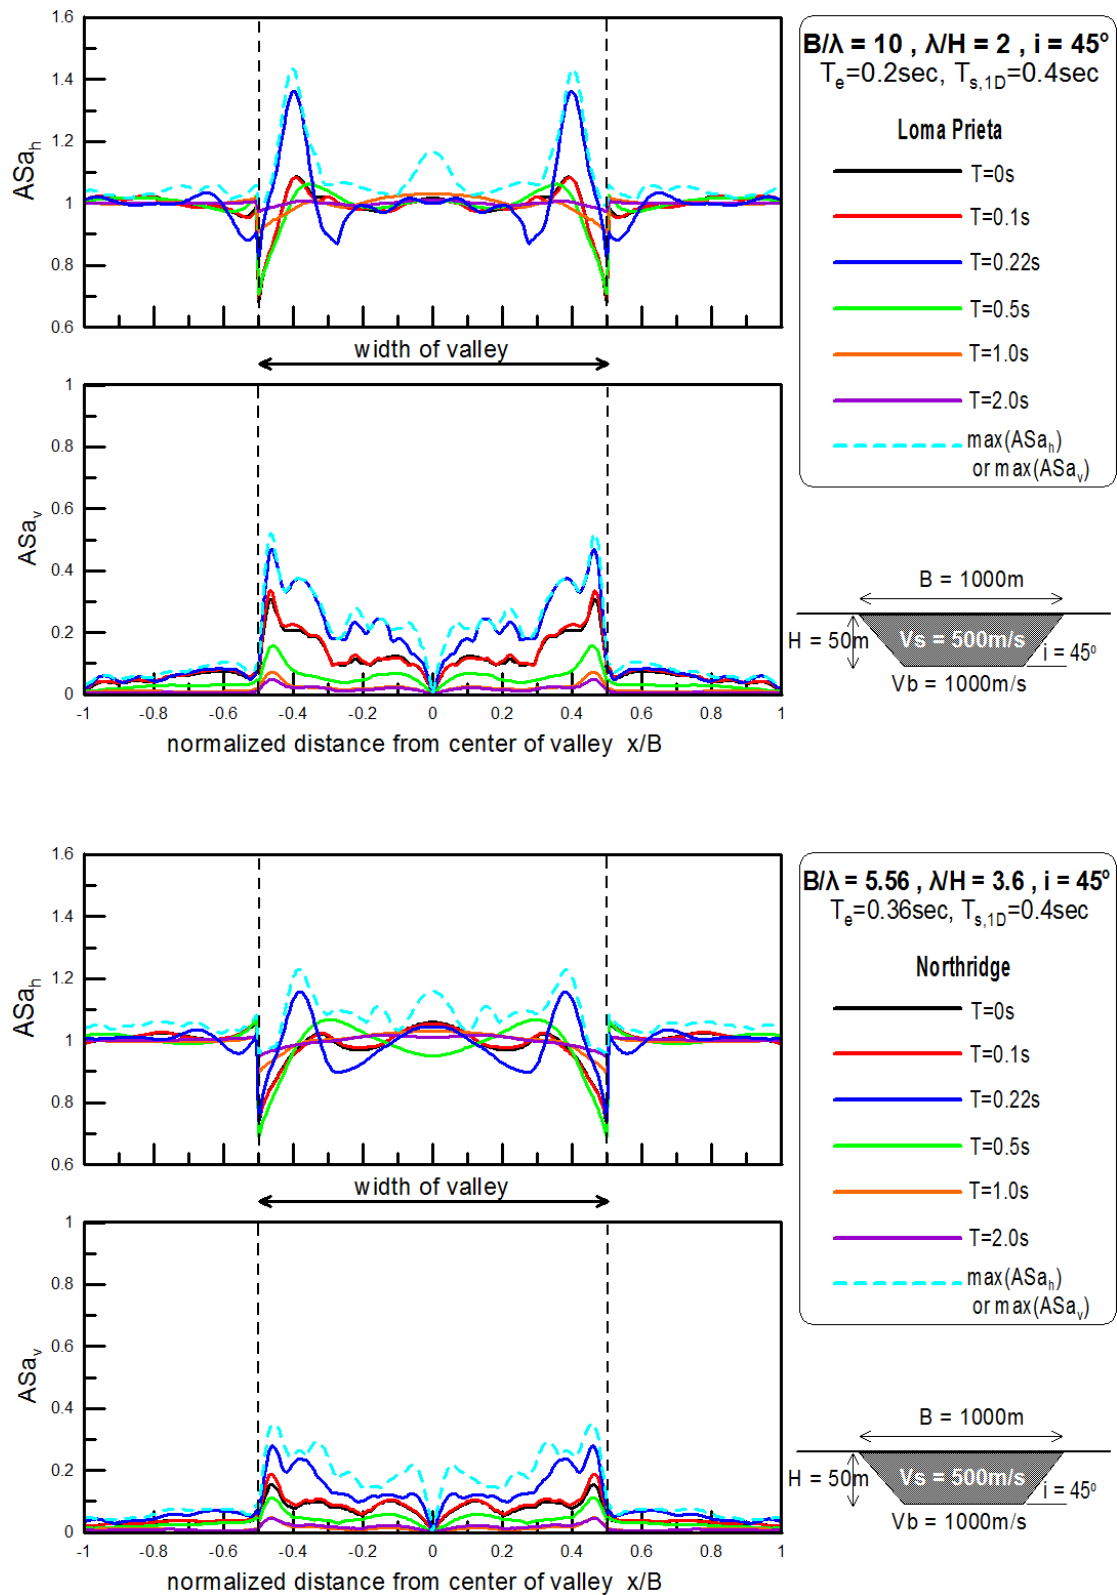 1.6
1.4
1.2
1
0.8
0.6
ASa_h
width of valley
1
0.8
0.6
0.4
0.2
0
ASa_v
-1 -0.8 -0.6 -0.4 -0.2 0 0.2 0.4 0.6 0.8 1
normalized distance from center of valley x/B
B/λ = 10 , λ/H = 2 , i = 45º
T_e=0.2sec, T_s,1D=0.4sec
Loma Prieta
T=0s
T=0.1s
T=0.22s
T=0.5s
T=1.0s
T=2.0s
max(ASa_h)
or max(ASa_v)
B = 1000m
H = 50m
Vs = 500m/s
i = 45º
Vb = 1000m/s
1.6
1.4
1.2
1
0.8
0.6
ASa_h
width of valley
1
0.8
0.6
0.4
0.2
0
ASa_v
-1 -0.8 -0.6 -0.4 -0.2 0 0.2 0.4 0.6 0.8 1
normalized distance from center of valley x/B
B/λ = 5.56 , λ/H = 3.6 , i = 45º
T_e=0.36sec, T_s,1D=0.4sec
Northridge
T=0s
T=0.1s
T=0.22s
T=0.5s
T=1.0s
T=2.0s
max(ASa_h)
or max(ASa_v)
B = 1000m
H = 50m
Vs = 500m/s
i = 45º
Vb = 1000m/s